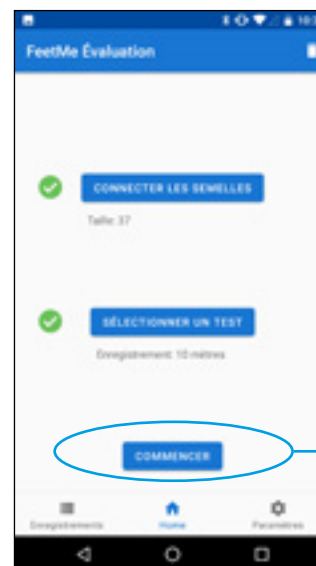 FeetMe Évaluation
CONNECTER LES SEMELLES
Taille: 37
SÉLECTIONNER UN TEST
Enregistrement: 10 mètres
COMMENCER
Enregistrements
Home
Paramètres